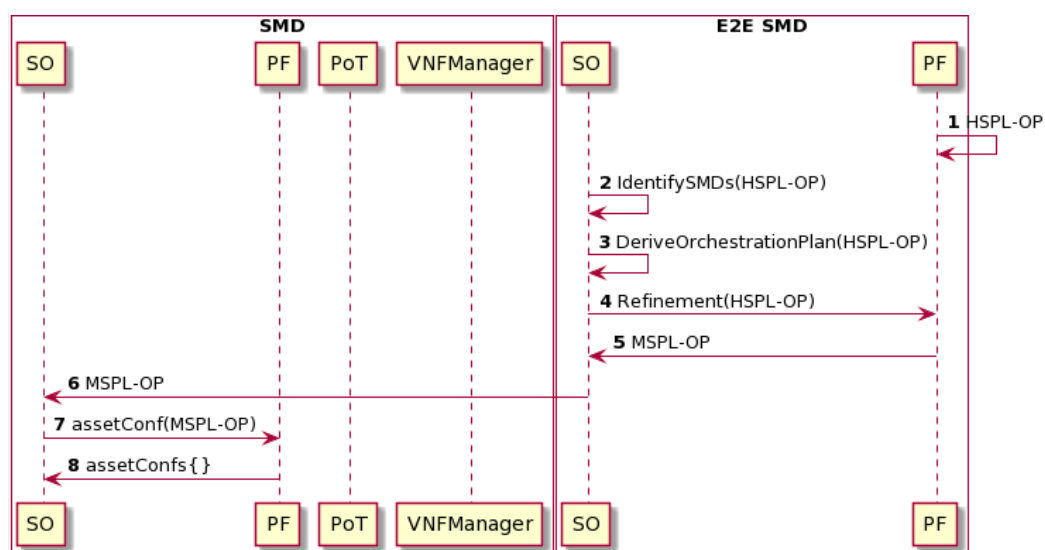 SMD
E2E SMD
SO
PF
PoT
VNFManager
SO
PF
1 HSPL-OP
2 IdentifySMDs(HSPL-OP)
3 DeriveOrchestrationPlan(HSPL-OP)
4 Refinement(HSPL-OP)
5 MSPL-OP
6 MSPL-OP
7 assetConf(MSPL-OP)
8 assetConfs{}
SO
PF
PoT
VNFManager
SO
PF